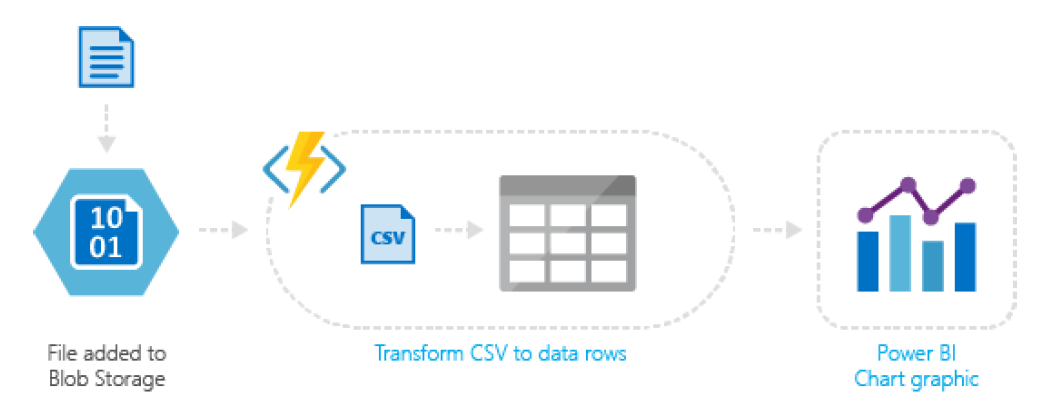 10
01
CSV
File added to
Blob Storage
Transform CSV to data rows
Power BI
Chart graphic